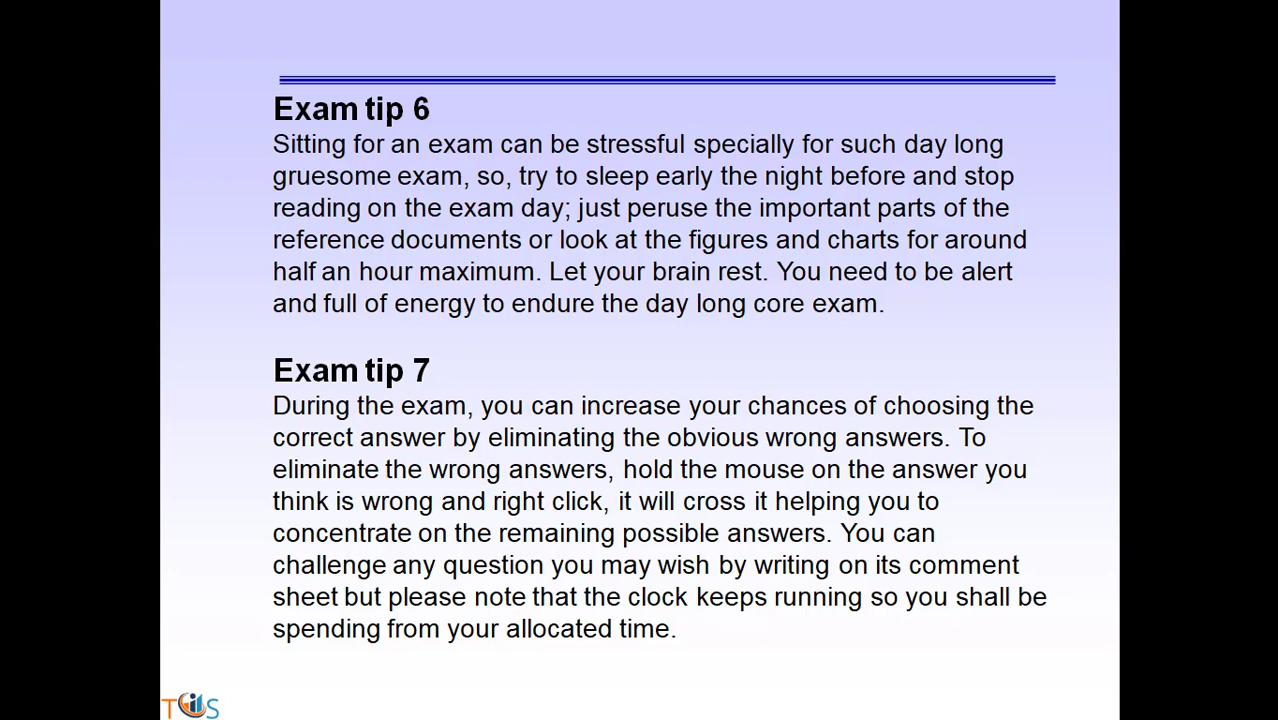 Exam tip 6
Sitting for an exam can be stressful specially for such day long
gruesome exam, so, try to sleep early the night before and stop
reading on the exam day; just peruse the important parts of the
reference documents or look at the figures and charts for around
half an hour maximum. Let your brain rest. You need to be alert
and full of energy to endure the day long core exam.
Exam tip 7
During the exam, you can increase your chances of choosing the
correct answer by eliminating the obvious wrong answers. To
eliminate the wrong answers, hold the mouse on the answer you
think is wrong and right click, it will cross it helping you to
concentrate on the remaining possible answers. You can
challenge any question you may wish by writing on its comment
sheet but please note that the clock keeps running so you shall be
spending from your allocated time.